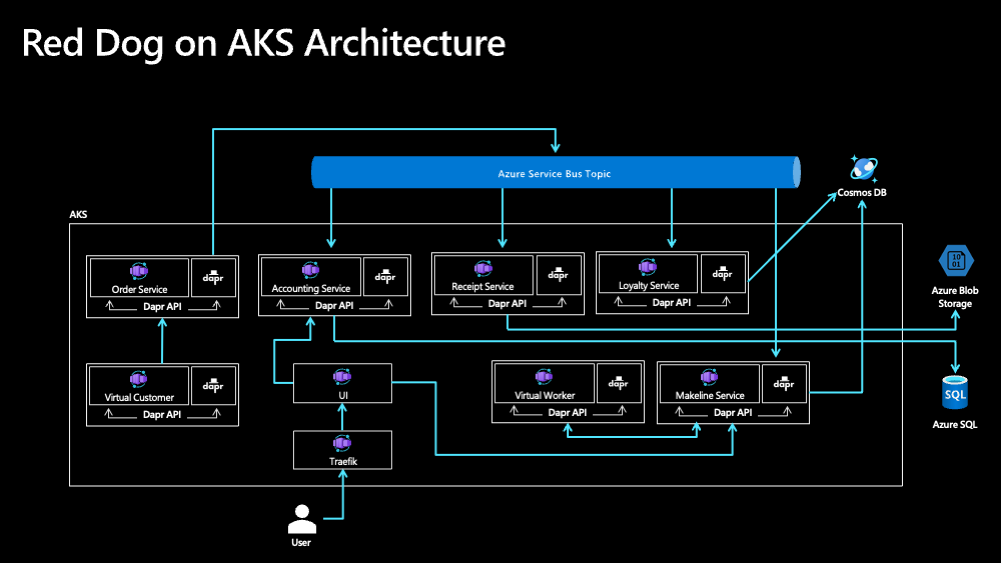 Red Dog on AKS Architecture
Azure Service Bus Topic
Cosmos DB
AKS
Order Service
dapr
Dapr API
Accounting Service
dapr
Dapr API
Receipt Service
dapr
Dapr API
Loyalty Service
dapr
Dapr API
10
01
Azure Blob
Storage
Virtual Customer
dapr
Dapr API
UI
Virtual Worker
dapr
Dapr API
Makeline Service
dapr
Dapr API
SQL
Azure SQL
Traefik
User